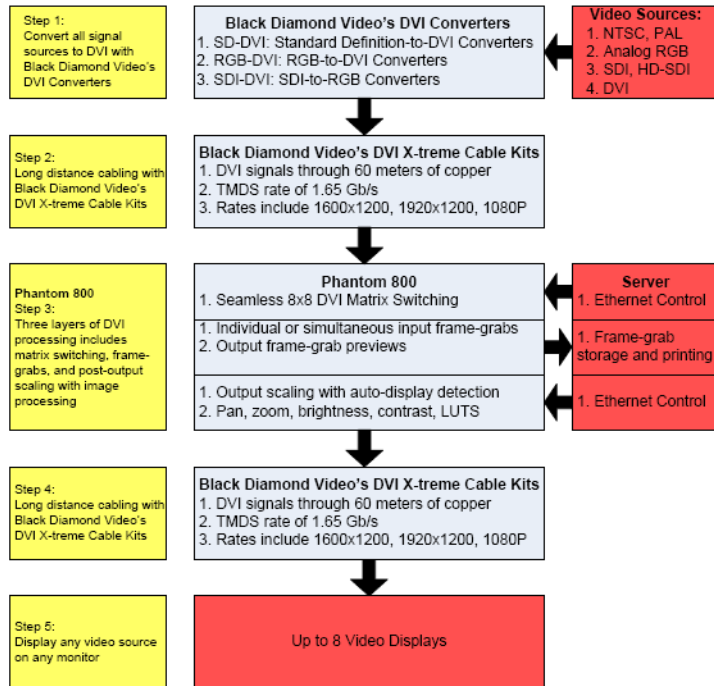 Step 1:
Convert all signal
sources to DVI with
Black Diamond Video's
DVI Converters
Black Diamond Video's DVI Converters
1. SD-DVI: Standard Definition-to-DVI Converters
2. RGB-DVI: RGB-to-DVI Converters
3. SDI-DVI: SDI-to-RGB Converters
Video Sources:
1. NTSC, PAL
2. Analog RGB
3. SDI, HD-SDI
4. DVI
Step 2:
Long distance cabling with
Black Diamond Video's
DVI X-treme Cable Kits
Black Diamond Video's DVI X-treme Cable Kits
1. DVI signals through 60 meters of copper
2. TMDS rate of 1.65 Gb/s
3. Rates include 1600x1200, 1920x1200, 1080P
Phantom 800
Step 3:
Three layers of DVI
processing includes
matrix switching, frame-
grabs, and post-output
scaling with image
processing
Phantom 800
1. Seamless 8x8 DVI Matrix Switching
1. Individual or simultaneous input frame-grabs
2. Output frame-grab previews
1. Output scaling with auto-display detection
2. Pan, zoom, brightness, contrast, LUTS
Server
1. Ethernet Control
1. Frame-grab
storage and printing
1. Ethernet Control
Step 4:
Long distance cabling with
Black Diamond Video's
DVI X-treme Cable Kits
Black Diamond Video's DVI X-treme Cable Kits
1. DVI signals through 60 meters of copper
2. TMDS rate of 1.65 Gb/s
3. Rates include 1600x1200, 1920x1200, 1080P
Step 5:
Display any video source
on any monitor
Up to 8 Video Displays